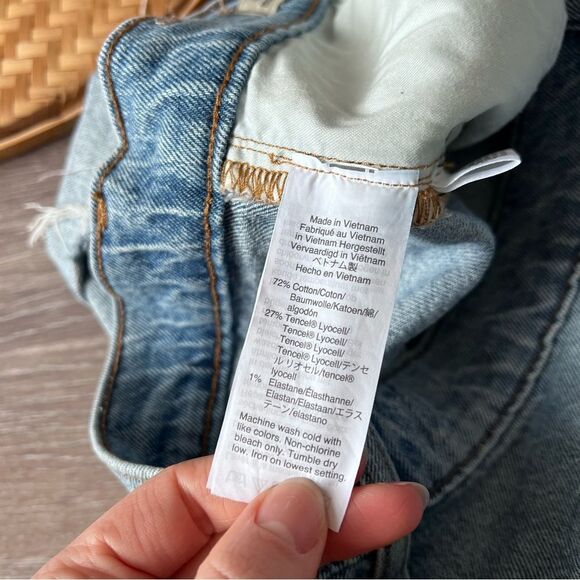 Made in Vietnam
Fabriqué au Vietnam
in Vietnam Hergestellt
Vervaardigd in Viëtnam
ベトナム製
Hecho en Vietnam
72% Cotton/Coton/
Baumwolle/Katoen/綿/
algodón
27% Tencel® Lyocell/
Tencel® Lyocell/
Tencel® Lyocell/
Tencel® Lyocell/テンセ
ル リオセル/tencel®
lyocell
1% Elastane/Élasthanne/
Elastan/Elastaan/エラス
テーン/elastano
Machine wash cold with
like colors. Non-chlorine
bleach only. Tumble dry
low. Iron on lowest setting.